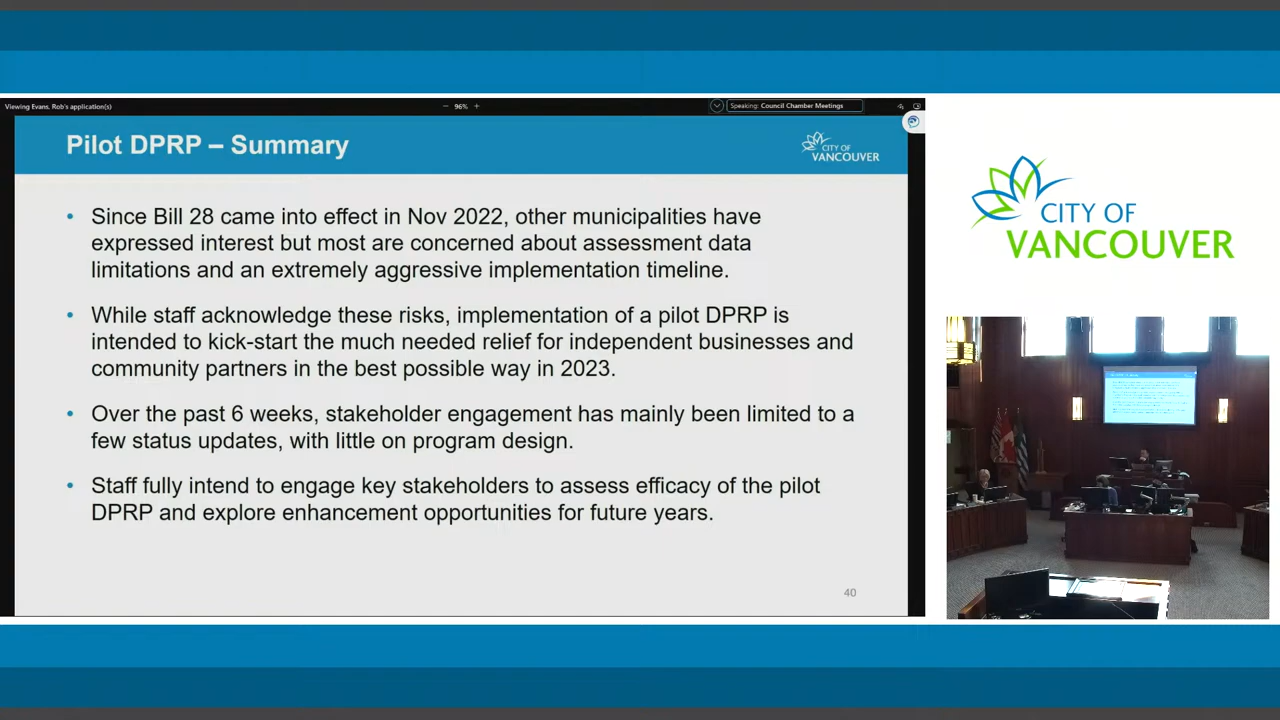 Viewing Evans, Rob's application(s)
96%
Speaking: Council Chamber Meetings
Pilot DPRP – Summary
CITY OF
VANCOUVER
• Since Bill 28 came into effect in Nov 2022, other municipalities have
expressed interest but most are concerned about assessment data
limitations and an extremely aggressive implementation timeline.
• While staff acknowledge these risks, implementation of a pilot DPRP is
intended to kick-start the much needed relief for independent businesses and
community partners in the best possible way in 2023.
• Over the past 6 weeks, stakeholder engagement has mainly been limited to a
few status updates, with little on program design.
• Staff fully intend to engage key stakeholders to assess efficacy of the pilot
DPRP and explore enhancement opportunities for future years.
40
CITY OF
VANCOUVER